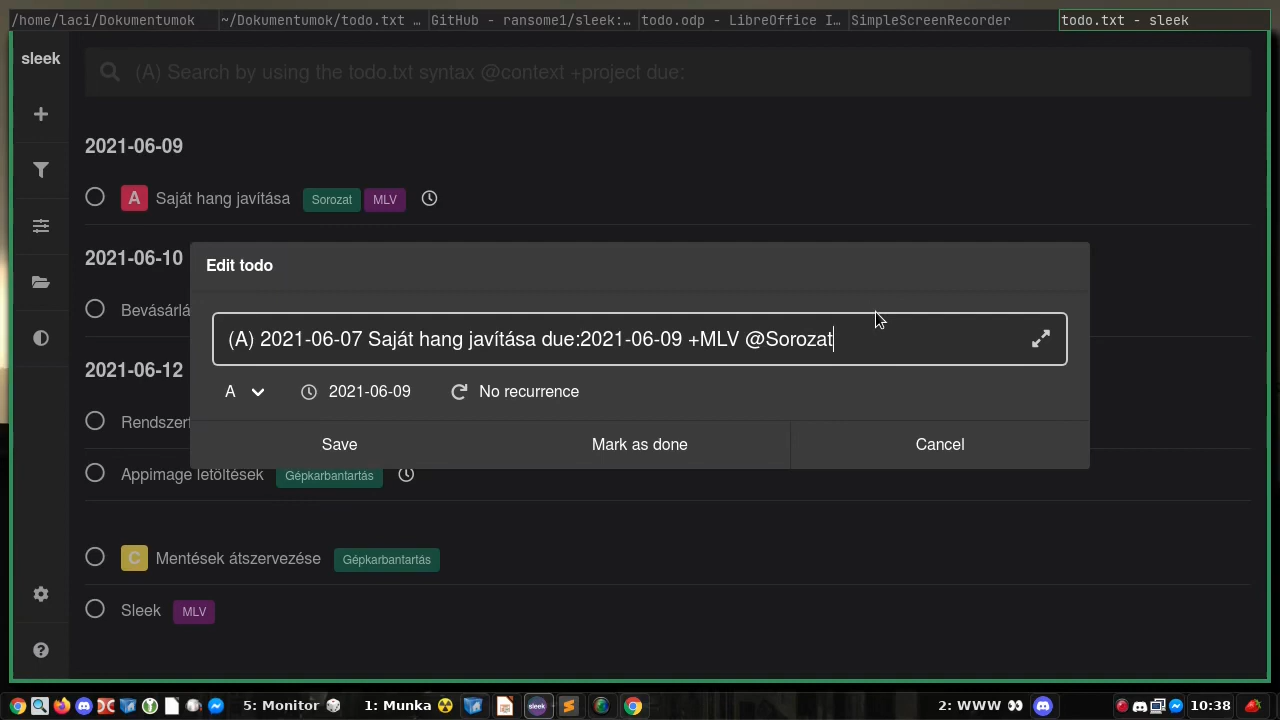 /home/laci/Dokumentumok ~/Dokumentumok/todo.txt … GitHub - ransome1/sleek:… todo.odp - LibreOffice I… SimpleScreenRecorder todo.txt - sleek
sleek
(A) Search by using the todo.txt syntax @context +project due:
2021-06-09
A Saját hang javítása Sorozat MLV
2021-06-10
Bevásárlá
Edit todo
(A) 2021-06-07 Saját hang javítása due:2021-06-09 +MLV @Sorozat
A 2021-06-09 No recurrence
Save Mark as done Cancel
2021-06-12
Rendszerf
Appimage letöltések Gépkarbantartás
C Mentések átszervezése Gépkarbantartás
Sleek MLV
5: Monitor 1: Munka sleek 2: WWW 10:38